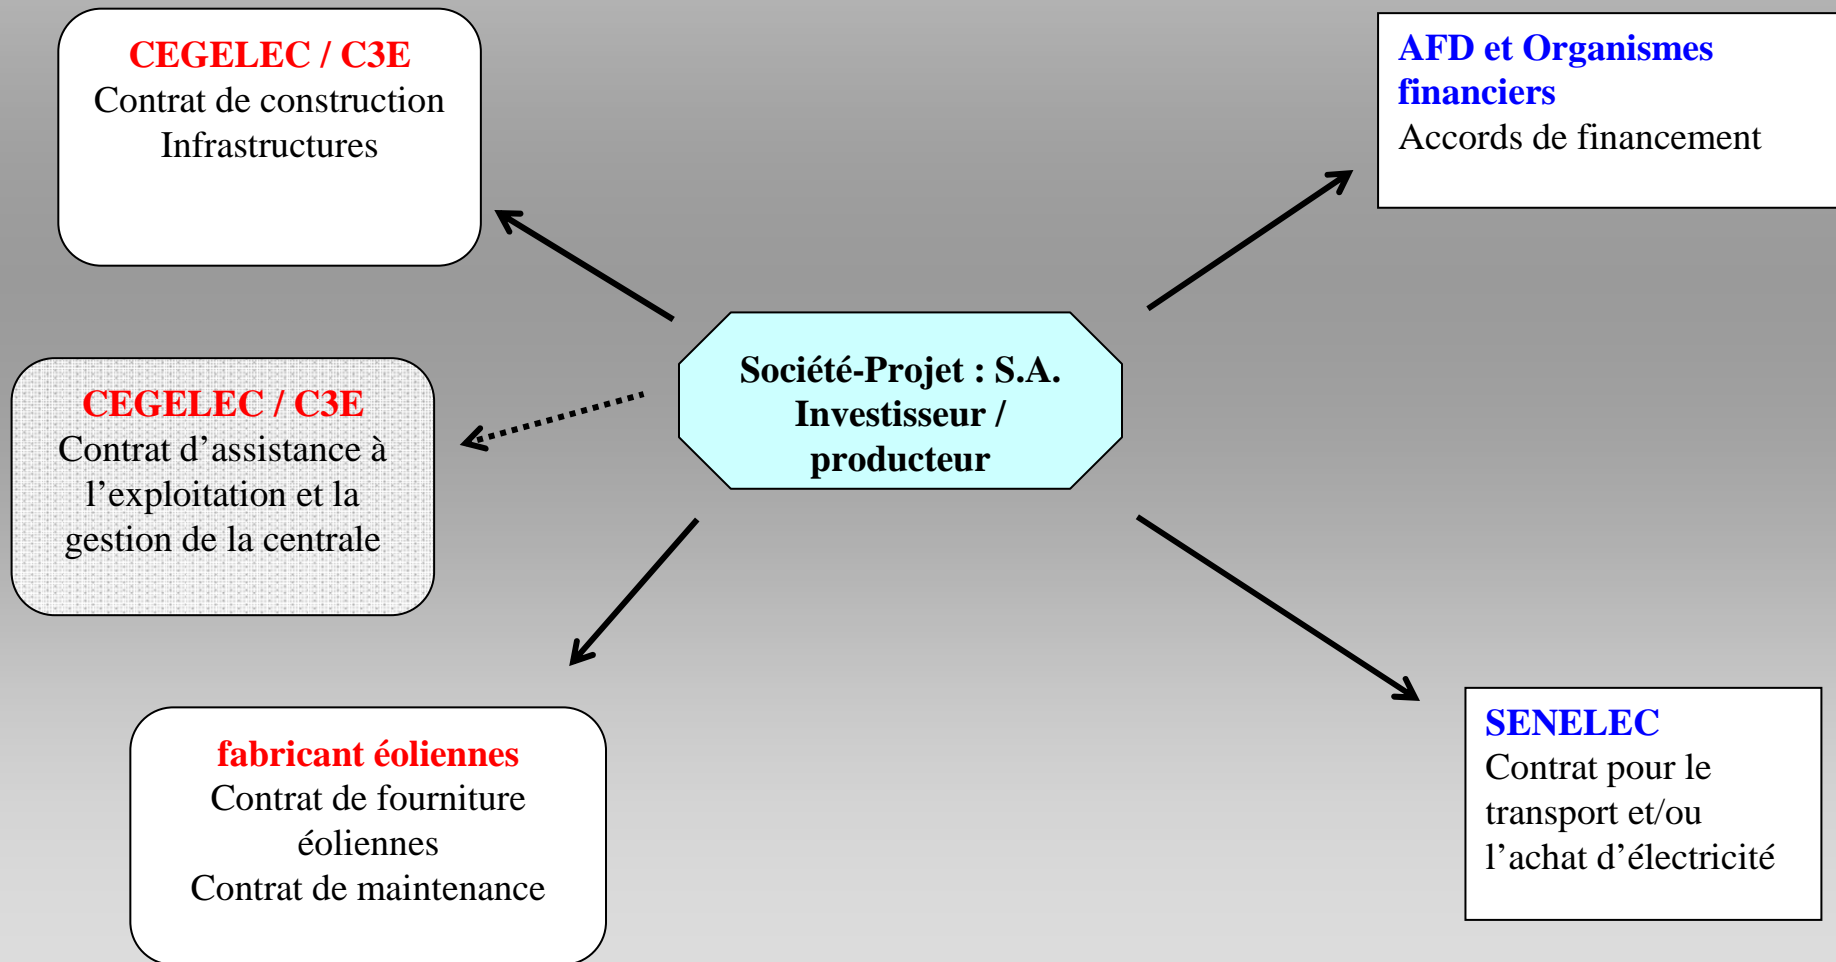 CEGELEC / C3E
Contrat de construction
Infrastructures
AFD et Organismes
financiers
Accords de financement
Société-Projet : S.A.
Investisseur /
producteur
CEGELEC / C3E
Contrat d’assistance à
l’exploitation et la
gestion de la centrale
fabricant éoliennes
Contrat de fourniture
éoliennes
Contrat de maintenance
SENELEC
Contrat pour le
transport et/ou
l’achat d’électricité